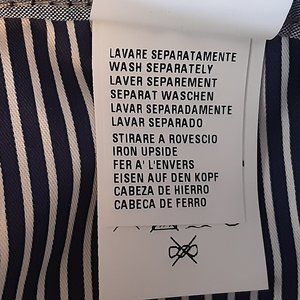 LAVARE SEPARATAMENTE
WASH SEPARATELY
LAVER SEPAREMENT
SEPARAT WASCHEN
LAVAR SEPARADAMENTE
LAVAR SEPARADO
STIRARE A ROVESCIO
IRON UPSIDE
FER A' L'ENVERS
EISEN AUF DEN KOPF
CABEZA DE HIERRO
CABECA DE FERRO